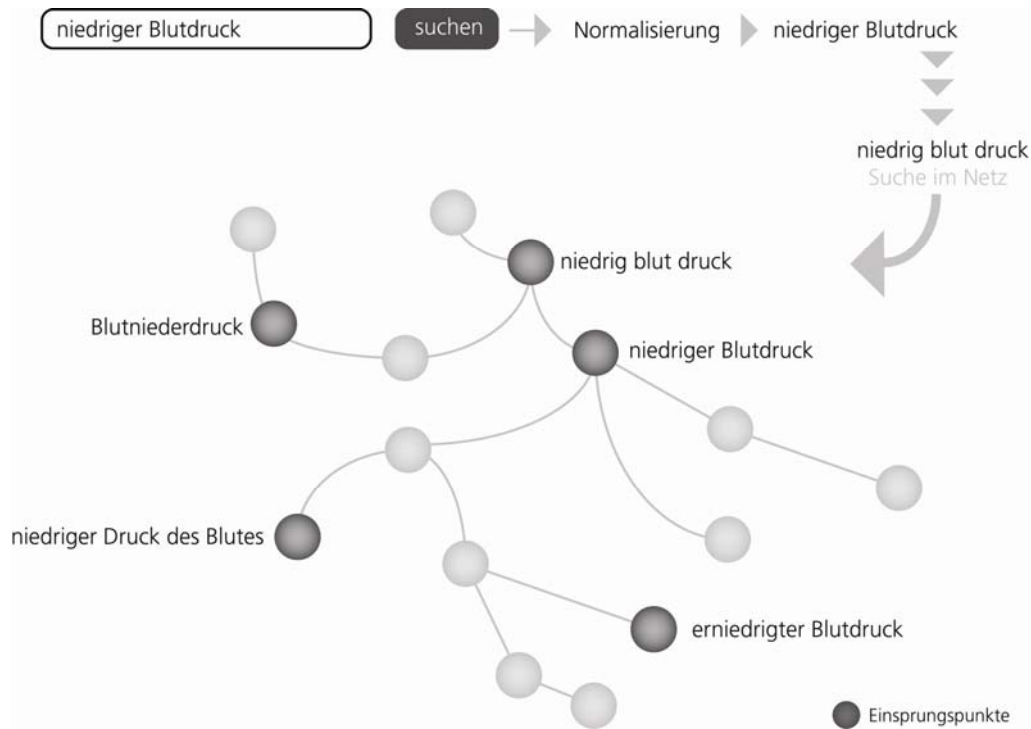 niedriger Blutdruck
suchen
Normalisierung
niedriger Blutdruck
niedrig blut druck
Suche im Netz
niedrig blut druck
Blutniederdruck
niedriger Blutdruck
niedriger Druck des Blutes
erniedrigter Blutdruck
Einsprungspunkte